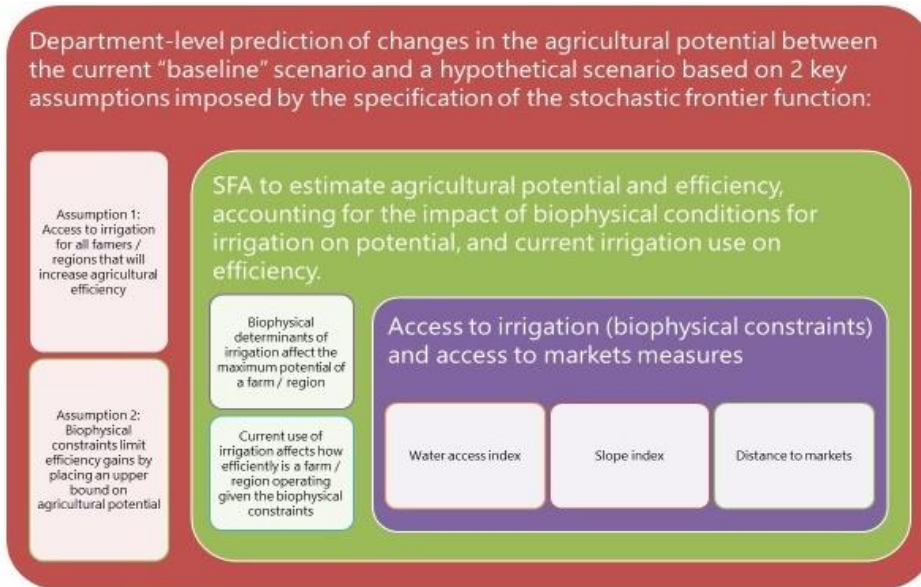 Department-level prediction of changes in the agricultural potential between
the current “baseline” scenario and a hypothetical scenario based on 2 key
assumptions imposed by the specification of the stochastic frontier function:
Assumption 1:
Access to irrigation
for all famers /
regions that will
increase agricultural
efficiency
Assumption 2:
Biophysical
constraints limit
efficiency gains by
placing an upper
bound on
agricultural potential
SFA to estimate agricultural potential and efficiency,
accounting for the impact of biophysical conditions for
irrigation on potential, and current irrigation use on
efficiency.
Biophysical
determinants of
irrigation affect the
maximum potential of
a farm / region
Current use of
irrigation affects how
efficiently is a farm /
region operating
given the biophysical
constraints
Access to irrigation (biophysical constraints)
and access to markets measures
Water access index
Slope index
Distance to markets